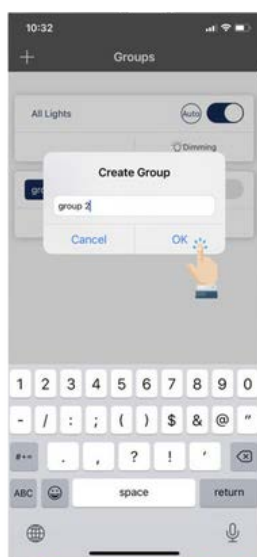 10:32
Groups
All Lights
Auto
Dimming
Create Group
gro
group 2
Cancel
OK
1 2 3 4 5 6 7 8 9 0
- / : ; ( ) $ & @ "
#+= . , ? ! '
ABC space return